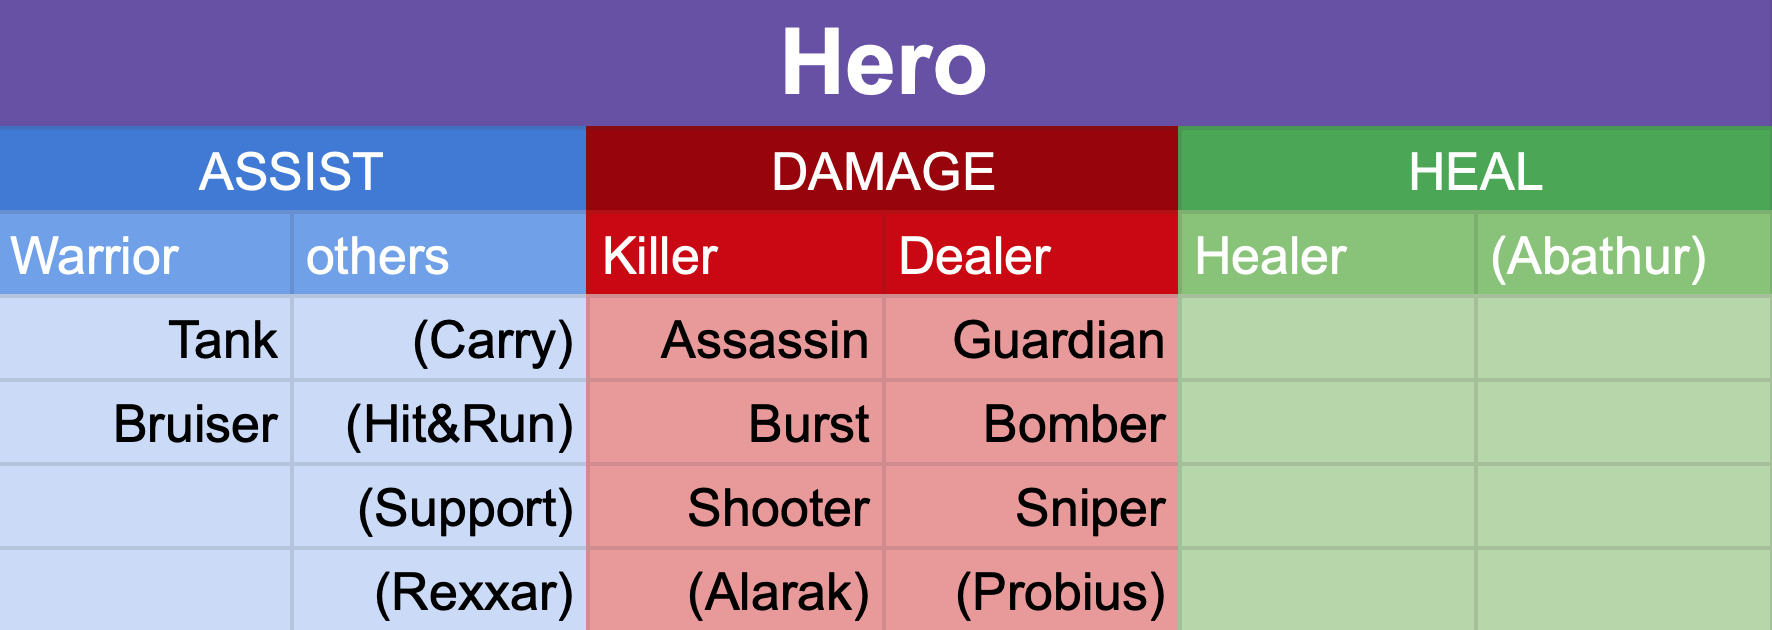 Hero
ASSIST DAMAGE HEAL
Warrior others Killer Dealer Healer (Abathur)
Tank (Carry) Assassin Guardian
Bruiser (Hit&Run) Burst Bomber
(Support) Shooter Sniper
(Rexxar) (Alarak) (Probius)